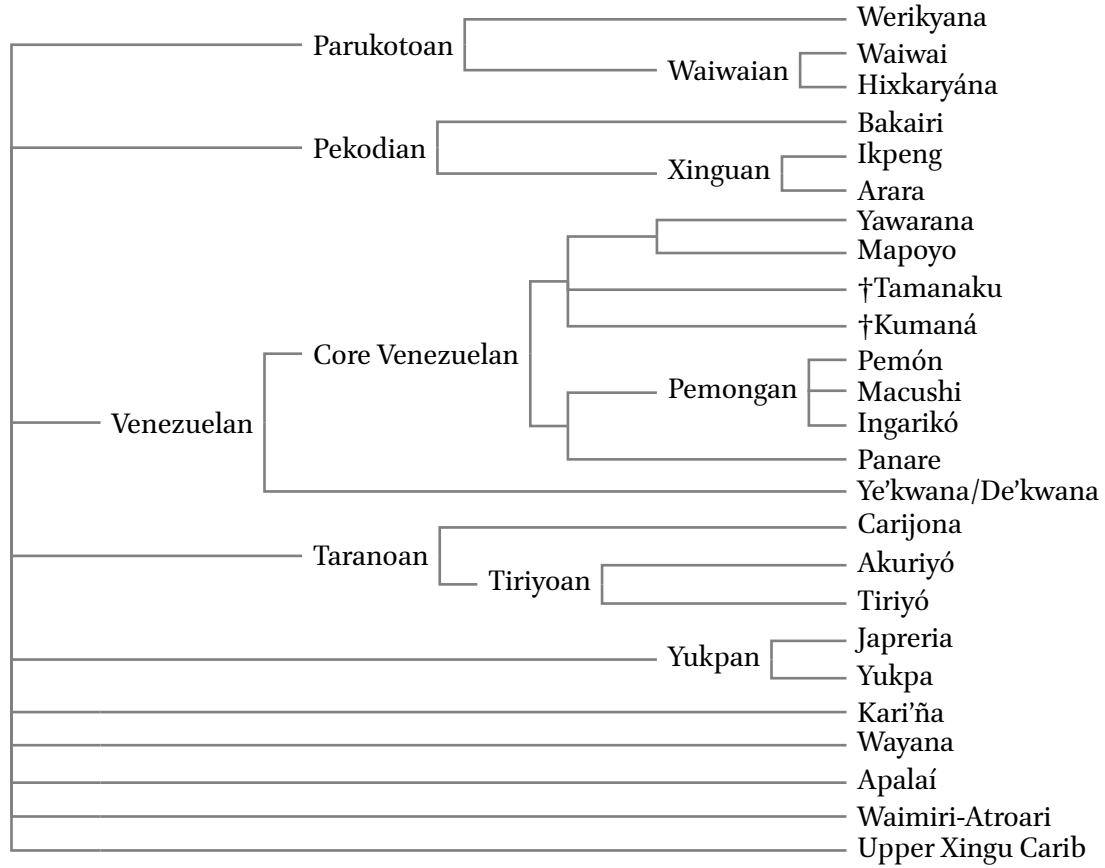 Werikyana
Parukotoan
Waiwai
Waiwaian
Hixkaryána
Bakairi
Pekodian
Ikpeng
Xinguan
Arara
Yawarana
Mapoyo
†Tamanaku
†Kumaná
Core Venezuelan
Pemón
Pemongan
Macushi
Ingarikó
Venezuelan
Panare
Ye’kwana/De’kwana
Carijona
Taranoan
Akuriyó
Tiriyoan
Tiriyó
Japreria
Yukpan
Yukpa
Kari’ña
Wayana
Apalaí
Waimiri-Atroari
Upper Xingu Carib